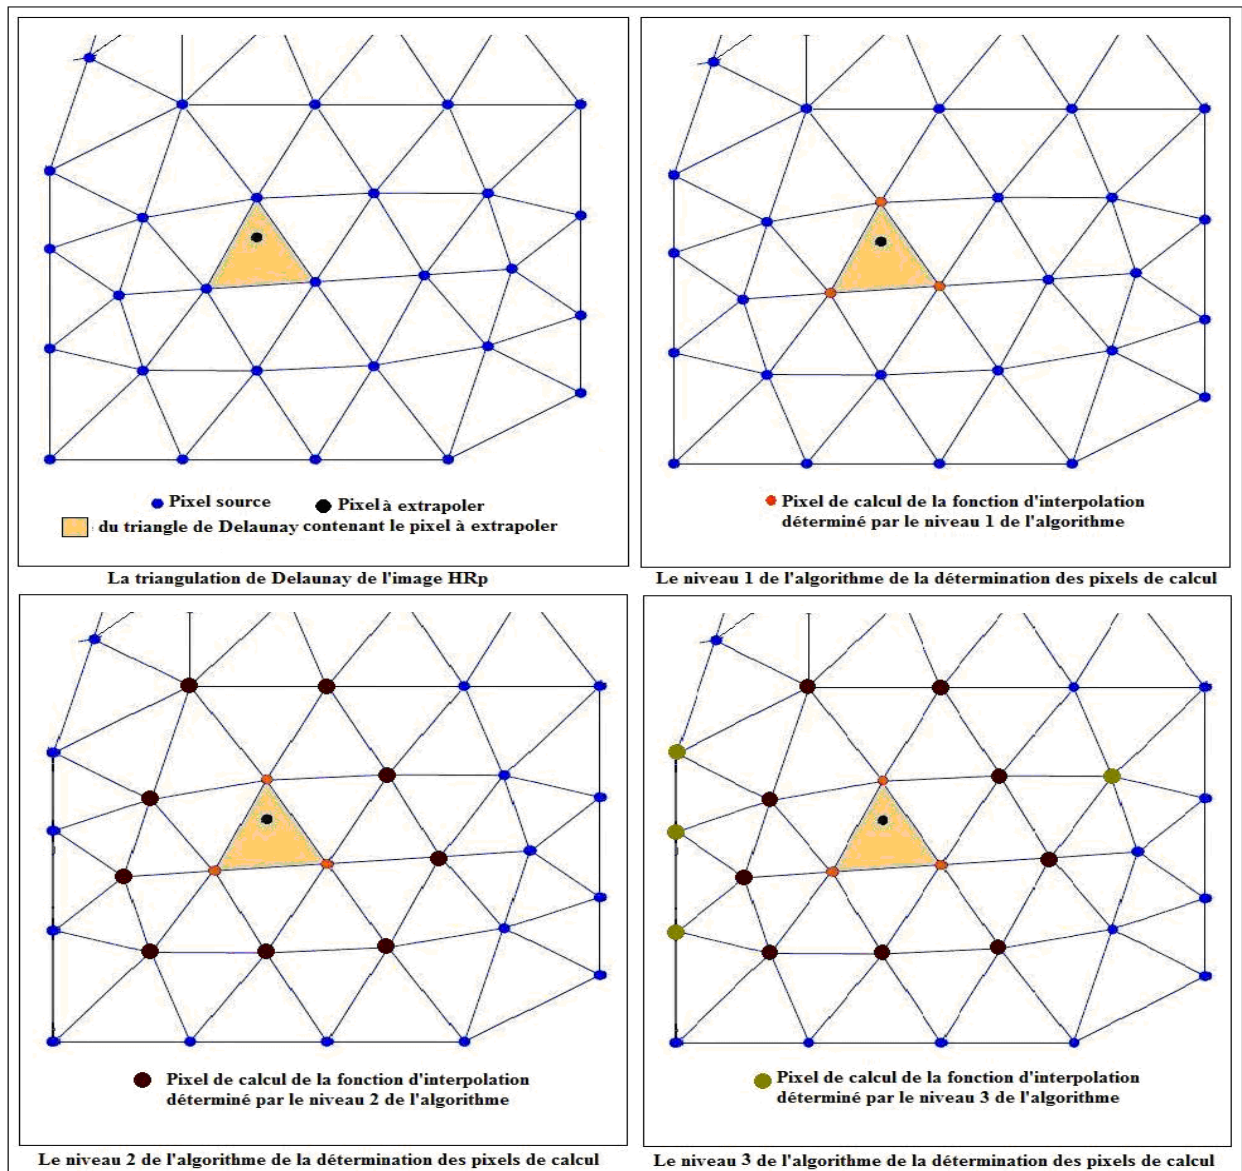 Pixel source
Pixel à extrapoler
du triangle de Delaunay contenant le pixel à extrapoler
La triangulation de Delaunay de l'image HRp
Pixel de calcul de la fonction d'interpolation
déterminé par le niveau 1 de l'algorithme
Le niveau 1 de l'algorithme de la détermination des pixels de calcul
Pixel de calcul de la fonction d'interpolation
déterminé par le niveau 2 de l'algorithme
Le niveau 2 de l'algorithme de la détermination des pixels de calcul
Pixel de calcul de la fonction d'interpolation
déterminé par le niveau 3 de l'algorithme
Le niveau 3 de l'algorithme de la détermination des pixels de calcul